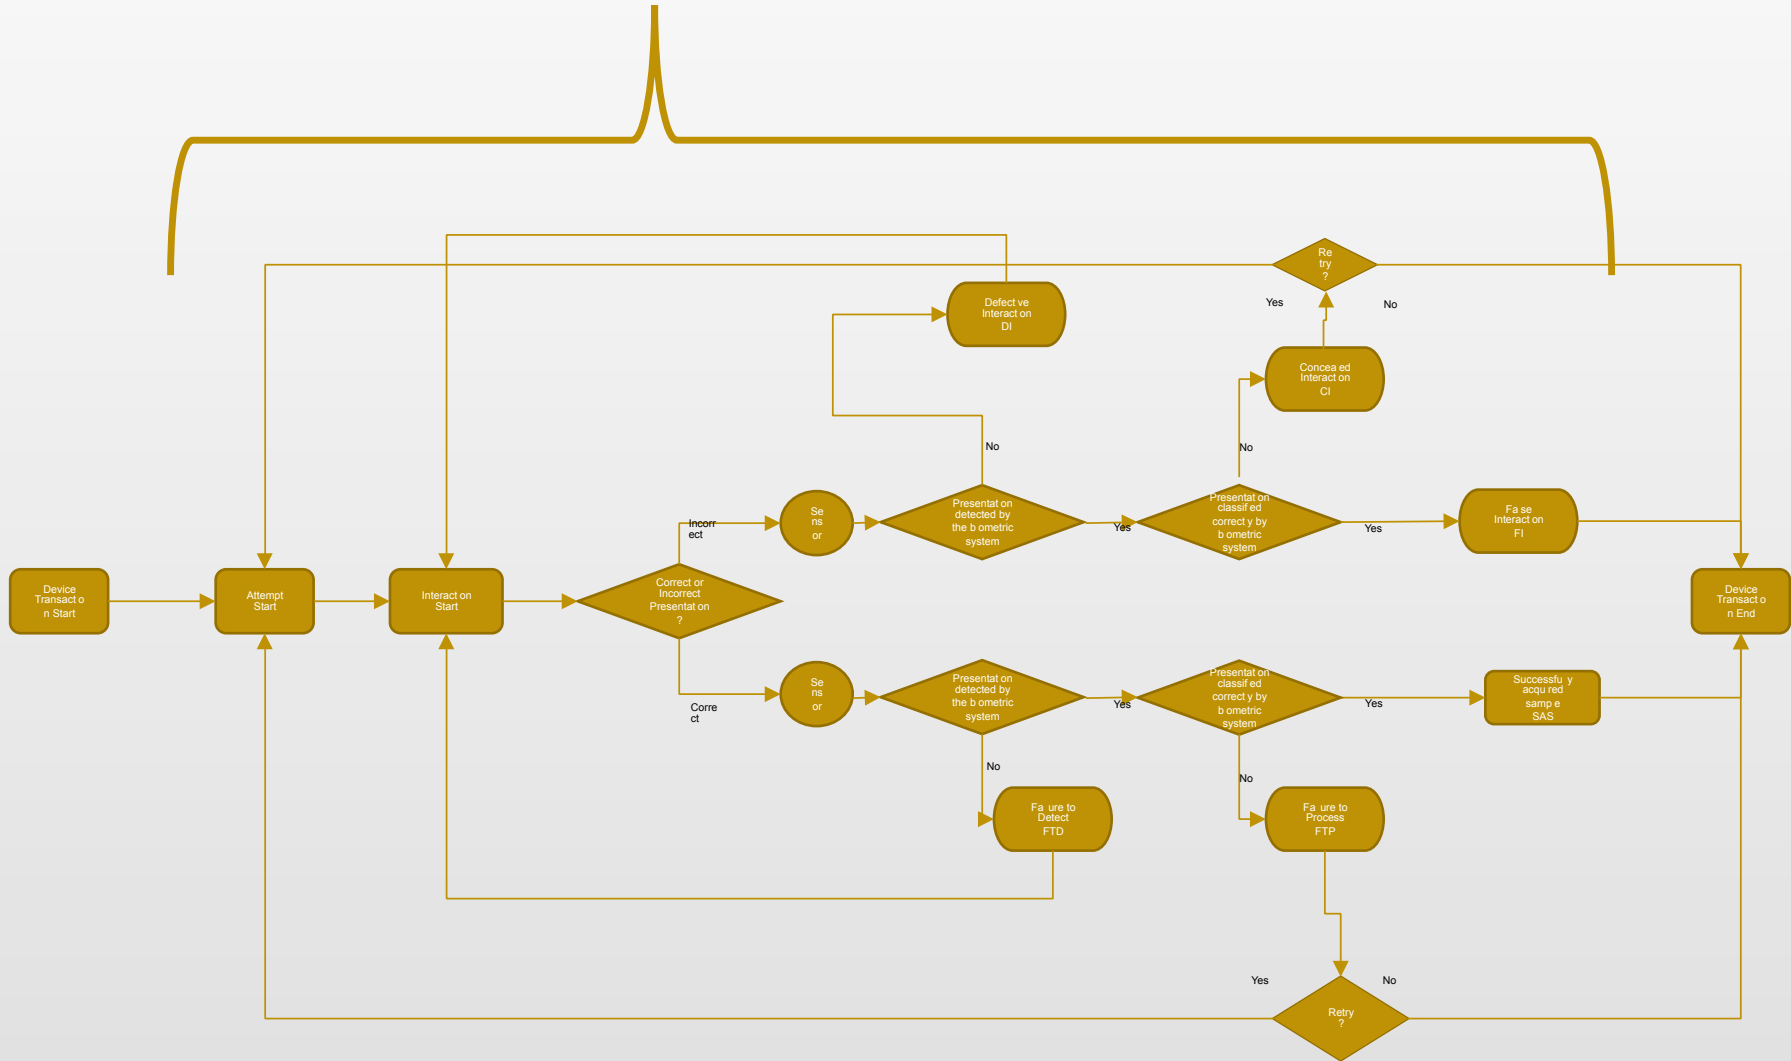 Re
try
?
Yes
No
Defect ve
Interact on
DI
Concea ed
Interact on
CI
No
No
Incorr
ect
Se
ns
or
Presentat on
detected by
the b ometric
system
Yes
Presentat on
classif ed
correct y by
b ometric
system
Yes
Fa se
Interact on
FI
Device
Transact o
n Start
Attempt
Start
Interact on
Start
Correct or
Incorrect
Presentat on
?
Device
Transact o
n End
Corre
ct
Se
ns
or
Presentat on
detected by
the b ometric
system
Yes
Presentat on
classif ed
correct y by
b ometric
system
Yes
Successfu y
acqu red
samp e
SAS
No
No
Fa ure to
Detect
FTD
Fa ure to
Process
FTP
Yes
No
Retry
?